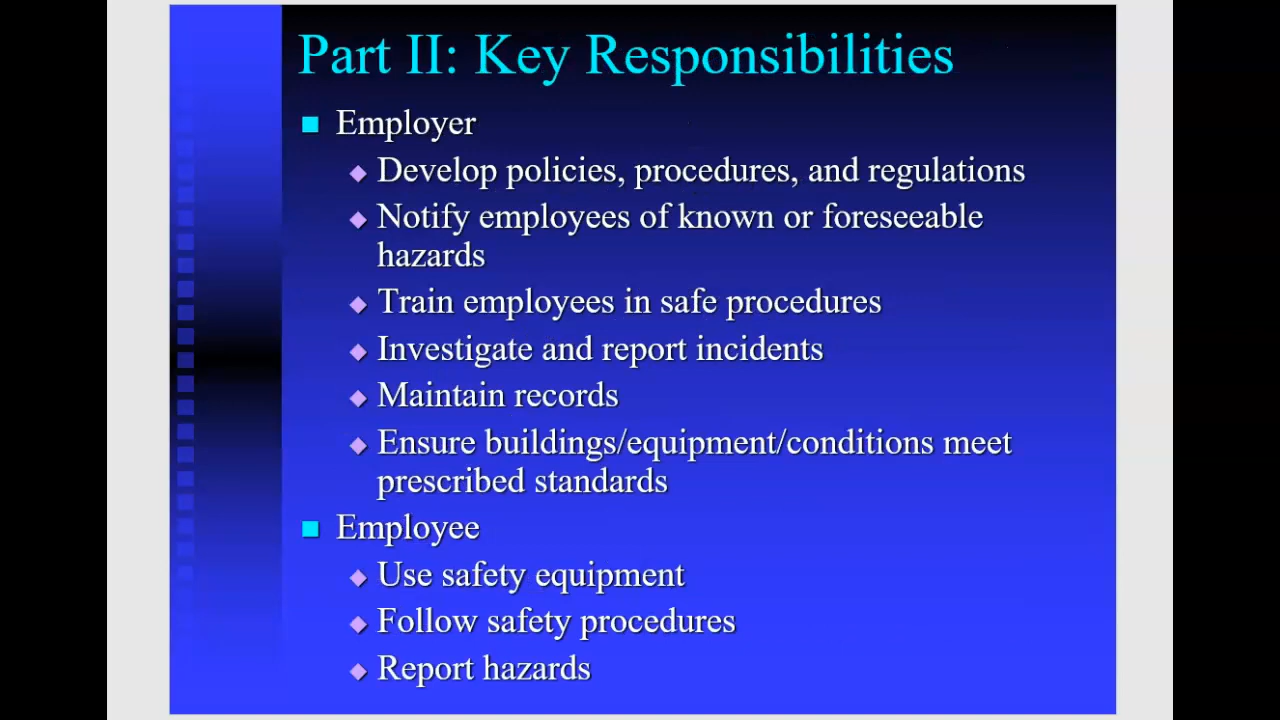 Part II: Key Responsibilities
Employer
Develop policies, procedures, and regulations
Notify employees of known or foreseeable
hazards
Train employees in safe procedures
Investigate and report incidents
Maintain records
Ensure buildings/equipment/conditions meet
prescribed standards
Employee
Use safety equipment
Follow safety procedures
Report hazards